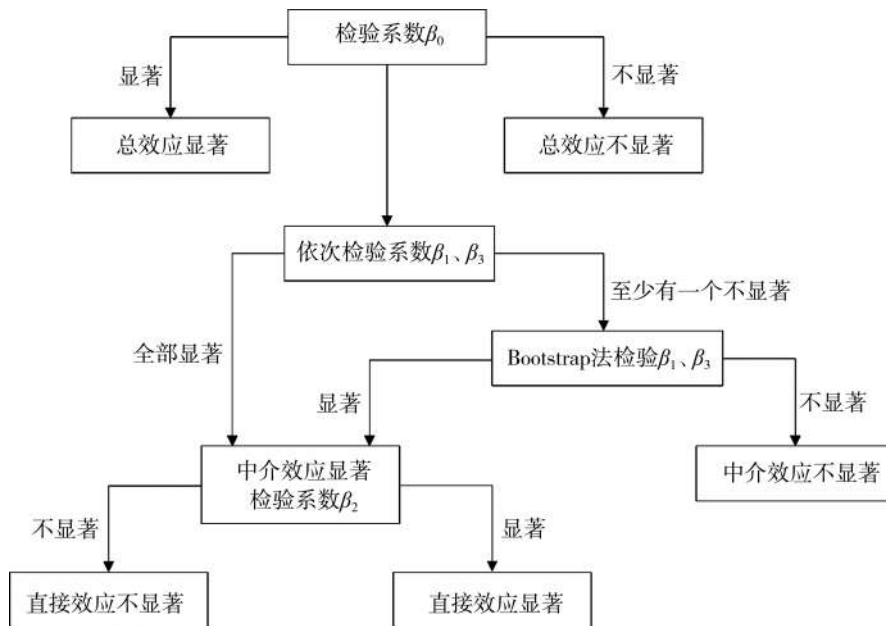 检验系数β₀
显著
不显著
总效应显著
总效应不显著
依次检验系数β₁、β₃
至少有一个不显著
全部显著
Bootstrap法检验β₁、β₃
显著
不显著
中介效应显著
检验系数β₂
中介效应不显著
不显著
显著
直接效应不显著
直接效应显著